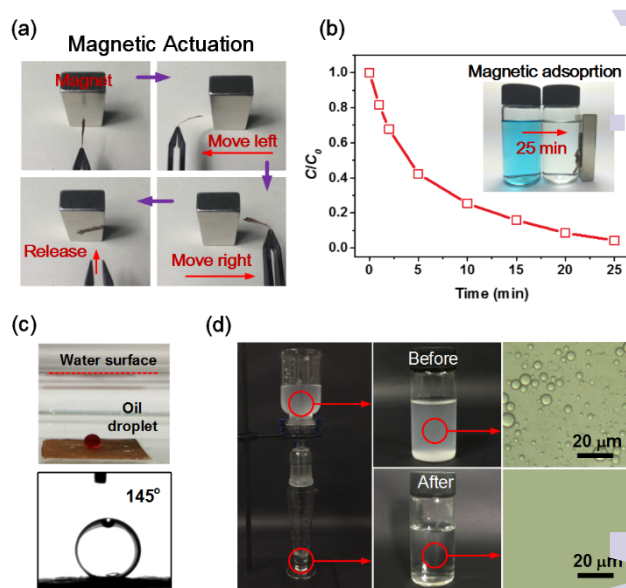 (a)
Magnetic Actuation
Magnet
Move left
Release
Move right
(b)
Magnetic adsoprtion
25 min
C/C0
1.0
0.8
0.6
0.4
0.2
0.0
0 5 10 15 20 25
Time (min)
(c)
Water surface
Oil
droplet
145°
(d)
Before
20 µm
After
20 µm